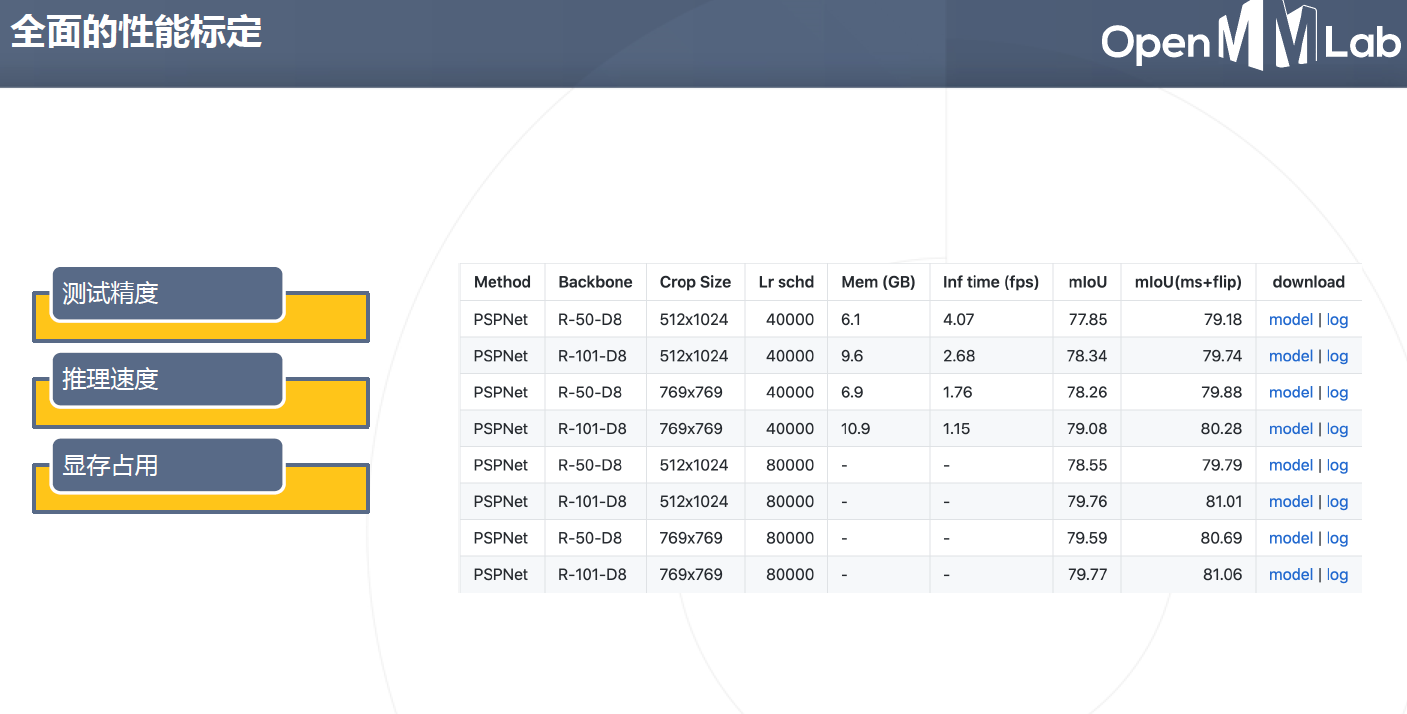 全面的性能标定
OpenMMLab
测试精度
推理速度
显存占用
Method Backbone Crop Size Lr schd Mem (GB) Inf time (fps) mIoU mIoU(ms+flip) download
PSPNet R-50-D8 512x1024 40000 6.1 4.07 77.85 79.18 model | log
PSPNet R-101-D8 512x1024 40000 9.6 2.68 78.34 79.74 model | log
PSPNet R-50-D8 769x769 40000 6.9 1.76 78.26 79.88 model | log
PSPNet R-101-D8 769x769 40000 10.9 1.15 79.08 80.28 model | log
PSPNet R-50-D8 512x1024 80000 - - 78.55 79.79 model | log
PSPNet R-101-D8 512x1024 80000 - - 79.76 81.01 model | log
PSPNet R-50-D8 769x769 80000 - - 79.59 80.69 model | log
PSPNet R-101-D8 769x769 80000 - - 79.77 81.06 model | log